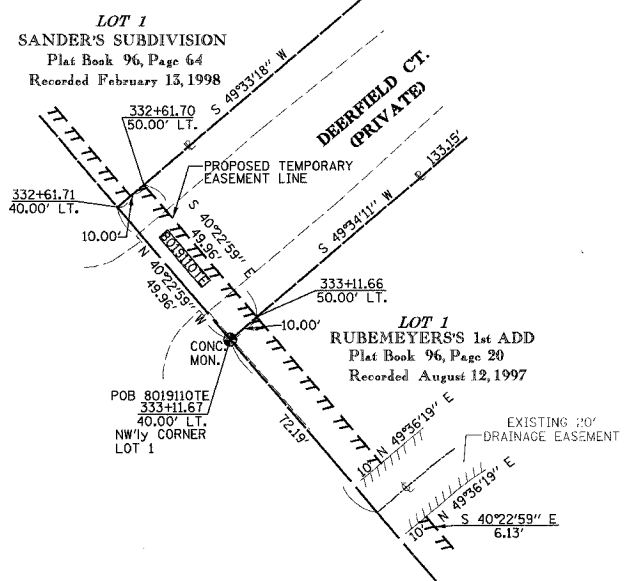 LOT 1
SANDER'S SUBDIVISION
Plat Book 96, Page 64
Recorded February 13, 1998
332+61.70
50.00' LT.
S 49°33'18" W
DEERFIELD CT.
(PRIVATE)
PROPOSED TEMPORARY
EASEMENT LINE
133.15'
332+61.71
40.00' LT.
10.00'
S 40°22'59" E
49.96'
8019110TE
N 40°22'59" W
49.96'
S 49°34'11" W
333+11.66
50.00' LT.
10.00'
CONC.
MON.
LOT 1
RUBEMEYERS'S 1st ADD
Plat Book 96, Page 20
Recorded August 12, 1997
POB 8019110TE
333+11.67
40.00' LT.
NW'ly CORNER
LOT 1
72.19'
10'
N 49°36'19" E
EXISTING 20'
DRAINAGE EASEMENT
N 49°36'19" E
10'
S 40°22'59" E
6.13'